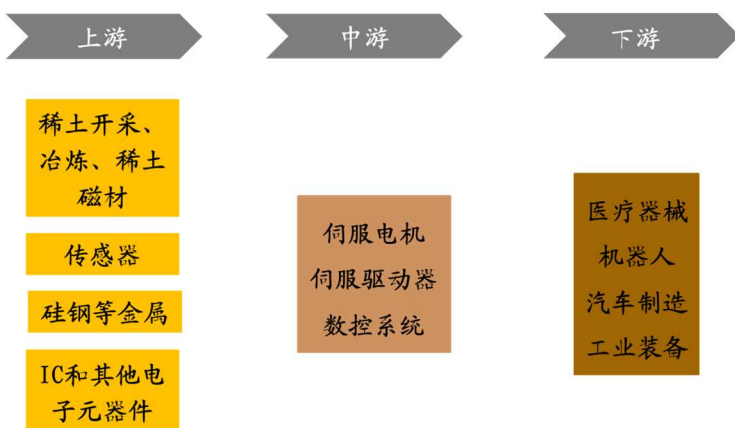 上游
中游
下游
稀土开采、
冶炼、稀土
磁材
传感器
硅钢等金属
IC和其他电
子元器件
伺服电机
伺服驱动器
数控系统
医疗器械
机器人
汽车制造
工业装备